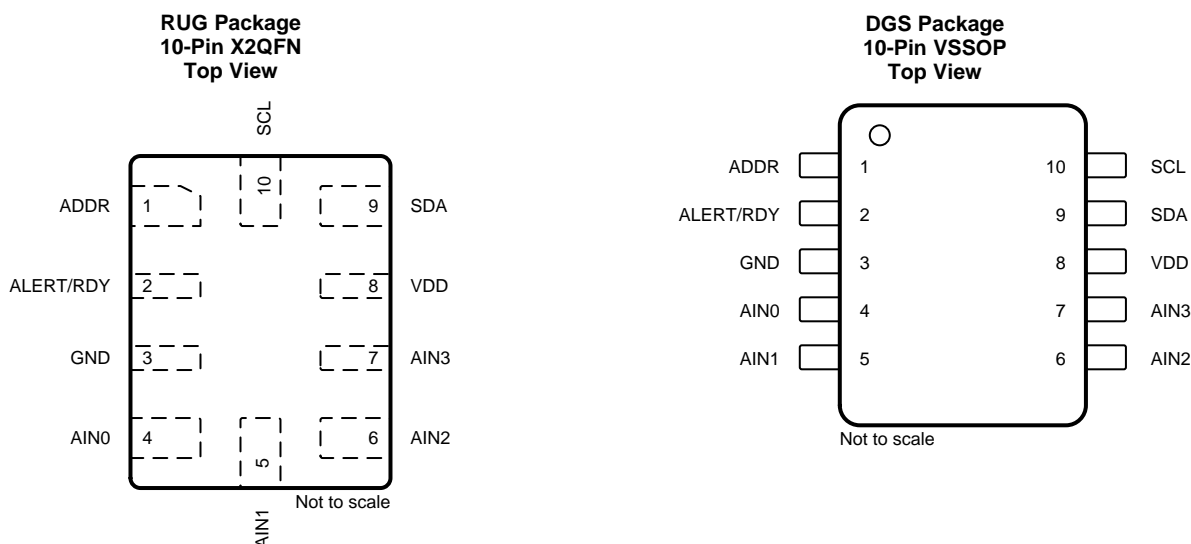 RUG Package
10-Pin X2QFN
Top View
SCL
10
ADDR 1 9 SDA
ALERT/RDY 2 8 VDD
GND 3 7 AIN3
AIN0 4 6 AIN2
5
Not to scale
AIN1
DGS Package
10-Pin VSSOP
Top View
ADDR 1 10 SCL
ALERT/RDY 2 9 SDA
GND 3 8 VDD
AIN0 4 7 AIN3
AIN1 5 6 AIN2
Not to scale